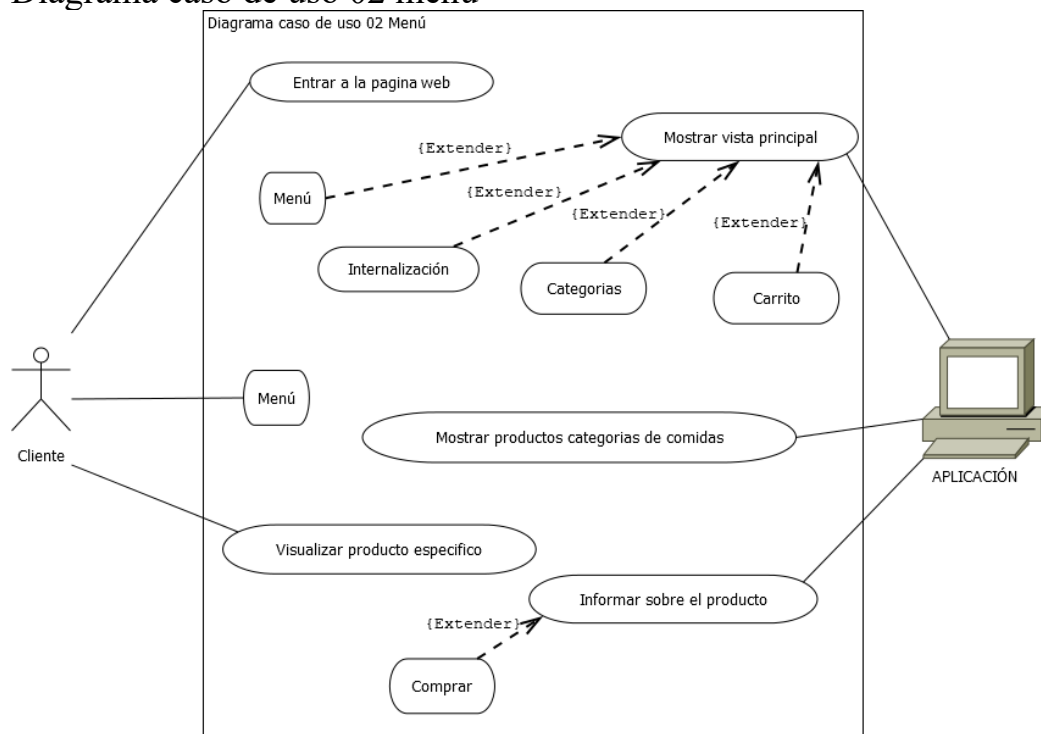 Diagrama caso de uso 02 menú
Diagrama caso de uso 02 Menú
Entrar a la pagina web
Mostrar vista principal
{Extender}
Menú
{Extender}
{Extender}
{Extender}
Internalización
Categorias
Carrito
Menú
Cliente
Mostrar productos categorias de comidas
APLICACIÓN
Visualizar producto especifico
Informar sobre el producto
{Extender}
Comprar